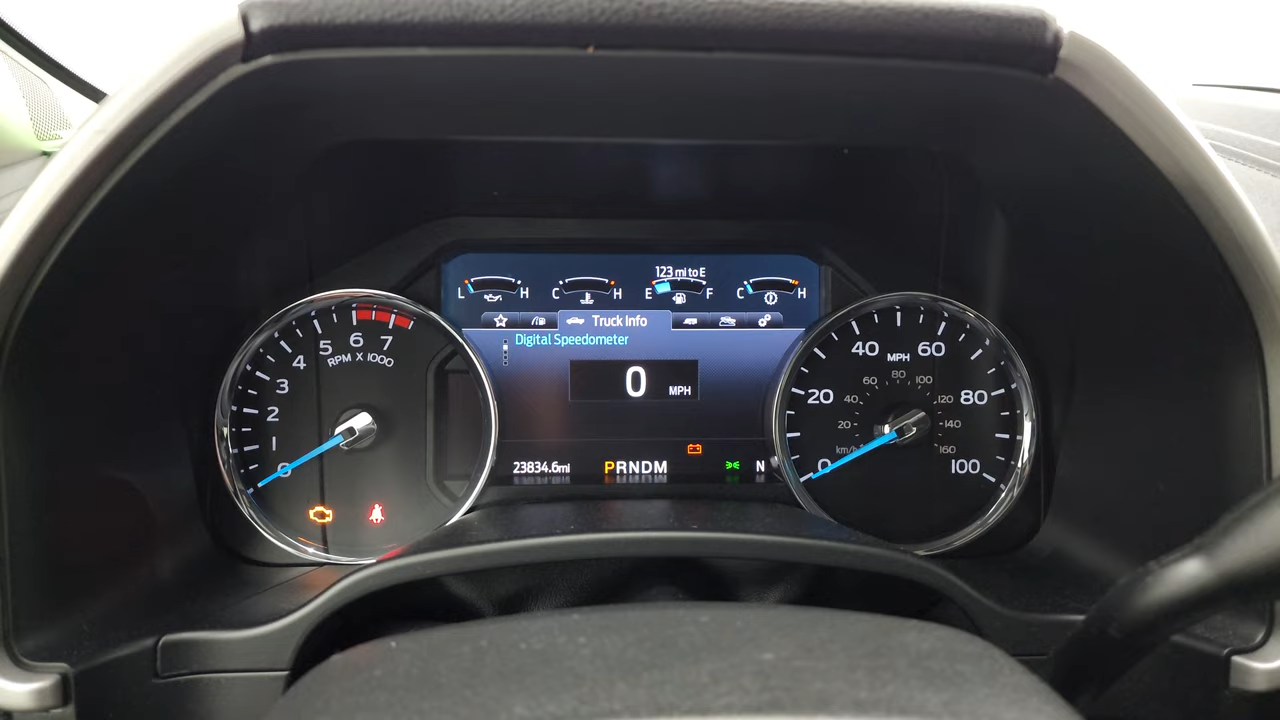 123 mi to E
L H C H E F C H
Truck Info
Digital Speedometer
0 MPH
23834.6mi PRNDM N
0 1 2 3 4 5 6 7
RPM X 1000
0 20 40 60 80 100
MPH
20 40 60 80 100 120 140 160
km/h